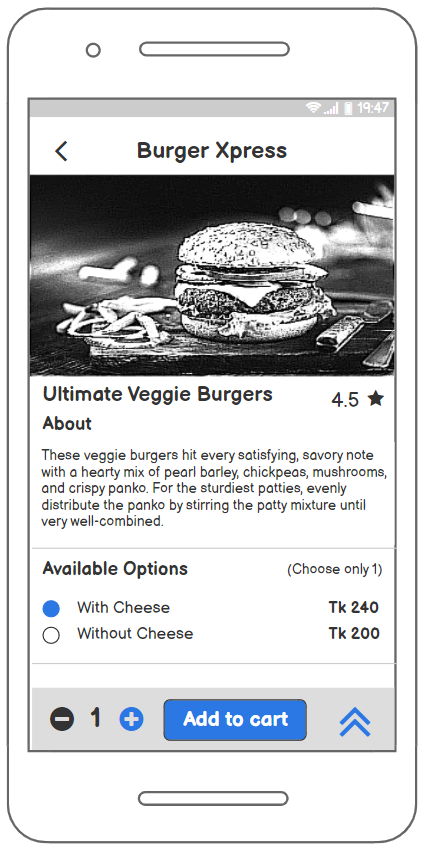 19:47
Burger Xpress
Ultimate Veggie Burgers
4.5
About
These veggie burgers hit every satisfying, savory note
with a hearty mix of pearl barley, chickpeas, mushrooms,
and crispy panko. For the sturdiest patties, evenly
distribute the panko by stirring the patty mixture until
very well-combined.
Available Options (Choose only 1)
With Cheese Tk 240
Without Cheese Tk 200
1 Add to cart